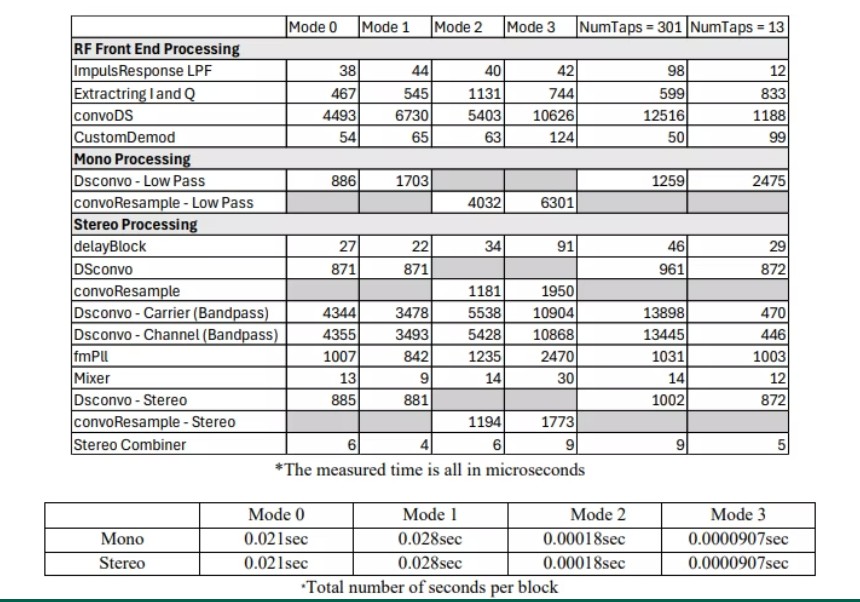 Mode 0 Mode 1 Mode 2 Mode 3 NumTaps = 301 NumTaps = 13
RF Front End Processing
ImpulsResponse LPF 38 44 40 42 98 12
Extractring I and Q 467 545 1131 744 599 833
convoDS 4493 6730 5403 10626 12516 1188
CustomDemod 54 65 63 124 50 99
Mono Processing
Dsconvo - Low Pass 886 1703 1259 2475
convoResample - Low Pass 4032 6301
Stereo Processing
delayBlock 27 22 34 91 46 29
DSconvo 871 871 961 872
convoResample 1181 1950
Dsconvo - Carrier (Bandpass) 4344 3478 5538 10904 13898 470
Dsconvo - Channel (Bandpass) 4355 3493 5428 10868 13445 446
fmPll 1007 842 1235 2470 1031 1003
Mixer 13 9 14 30 14 12
Dsconvo - Stereo 885 881 1002 872
convoResample - Stereo 1194 1773
Stereo Combiner 6 4 6 9 9 5
*The measured time is all in microseconds
Mode 0 Mode 1 Mode 2 Mode 3
Mono 0.021sec 0.028sec 0.00018sec 0.0000907sec
Stereo 0.021sec 0.028sec 0.00018sec 0.0000907sec
*Total number of seconds per block